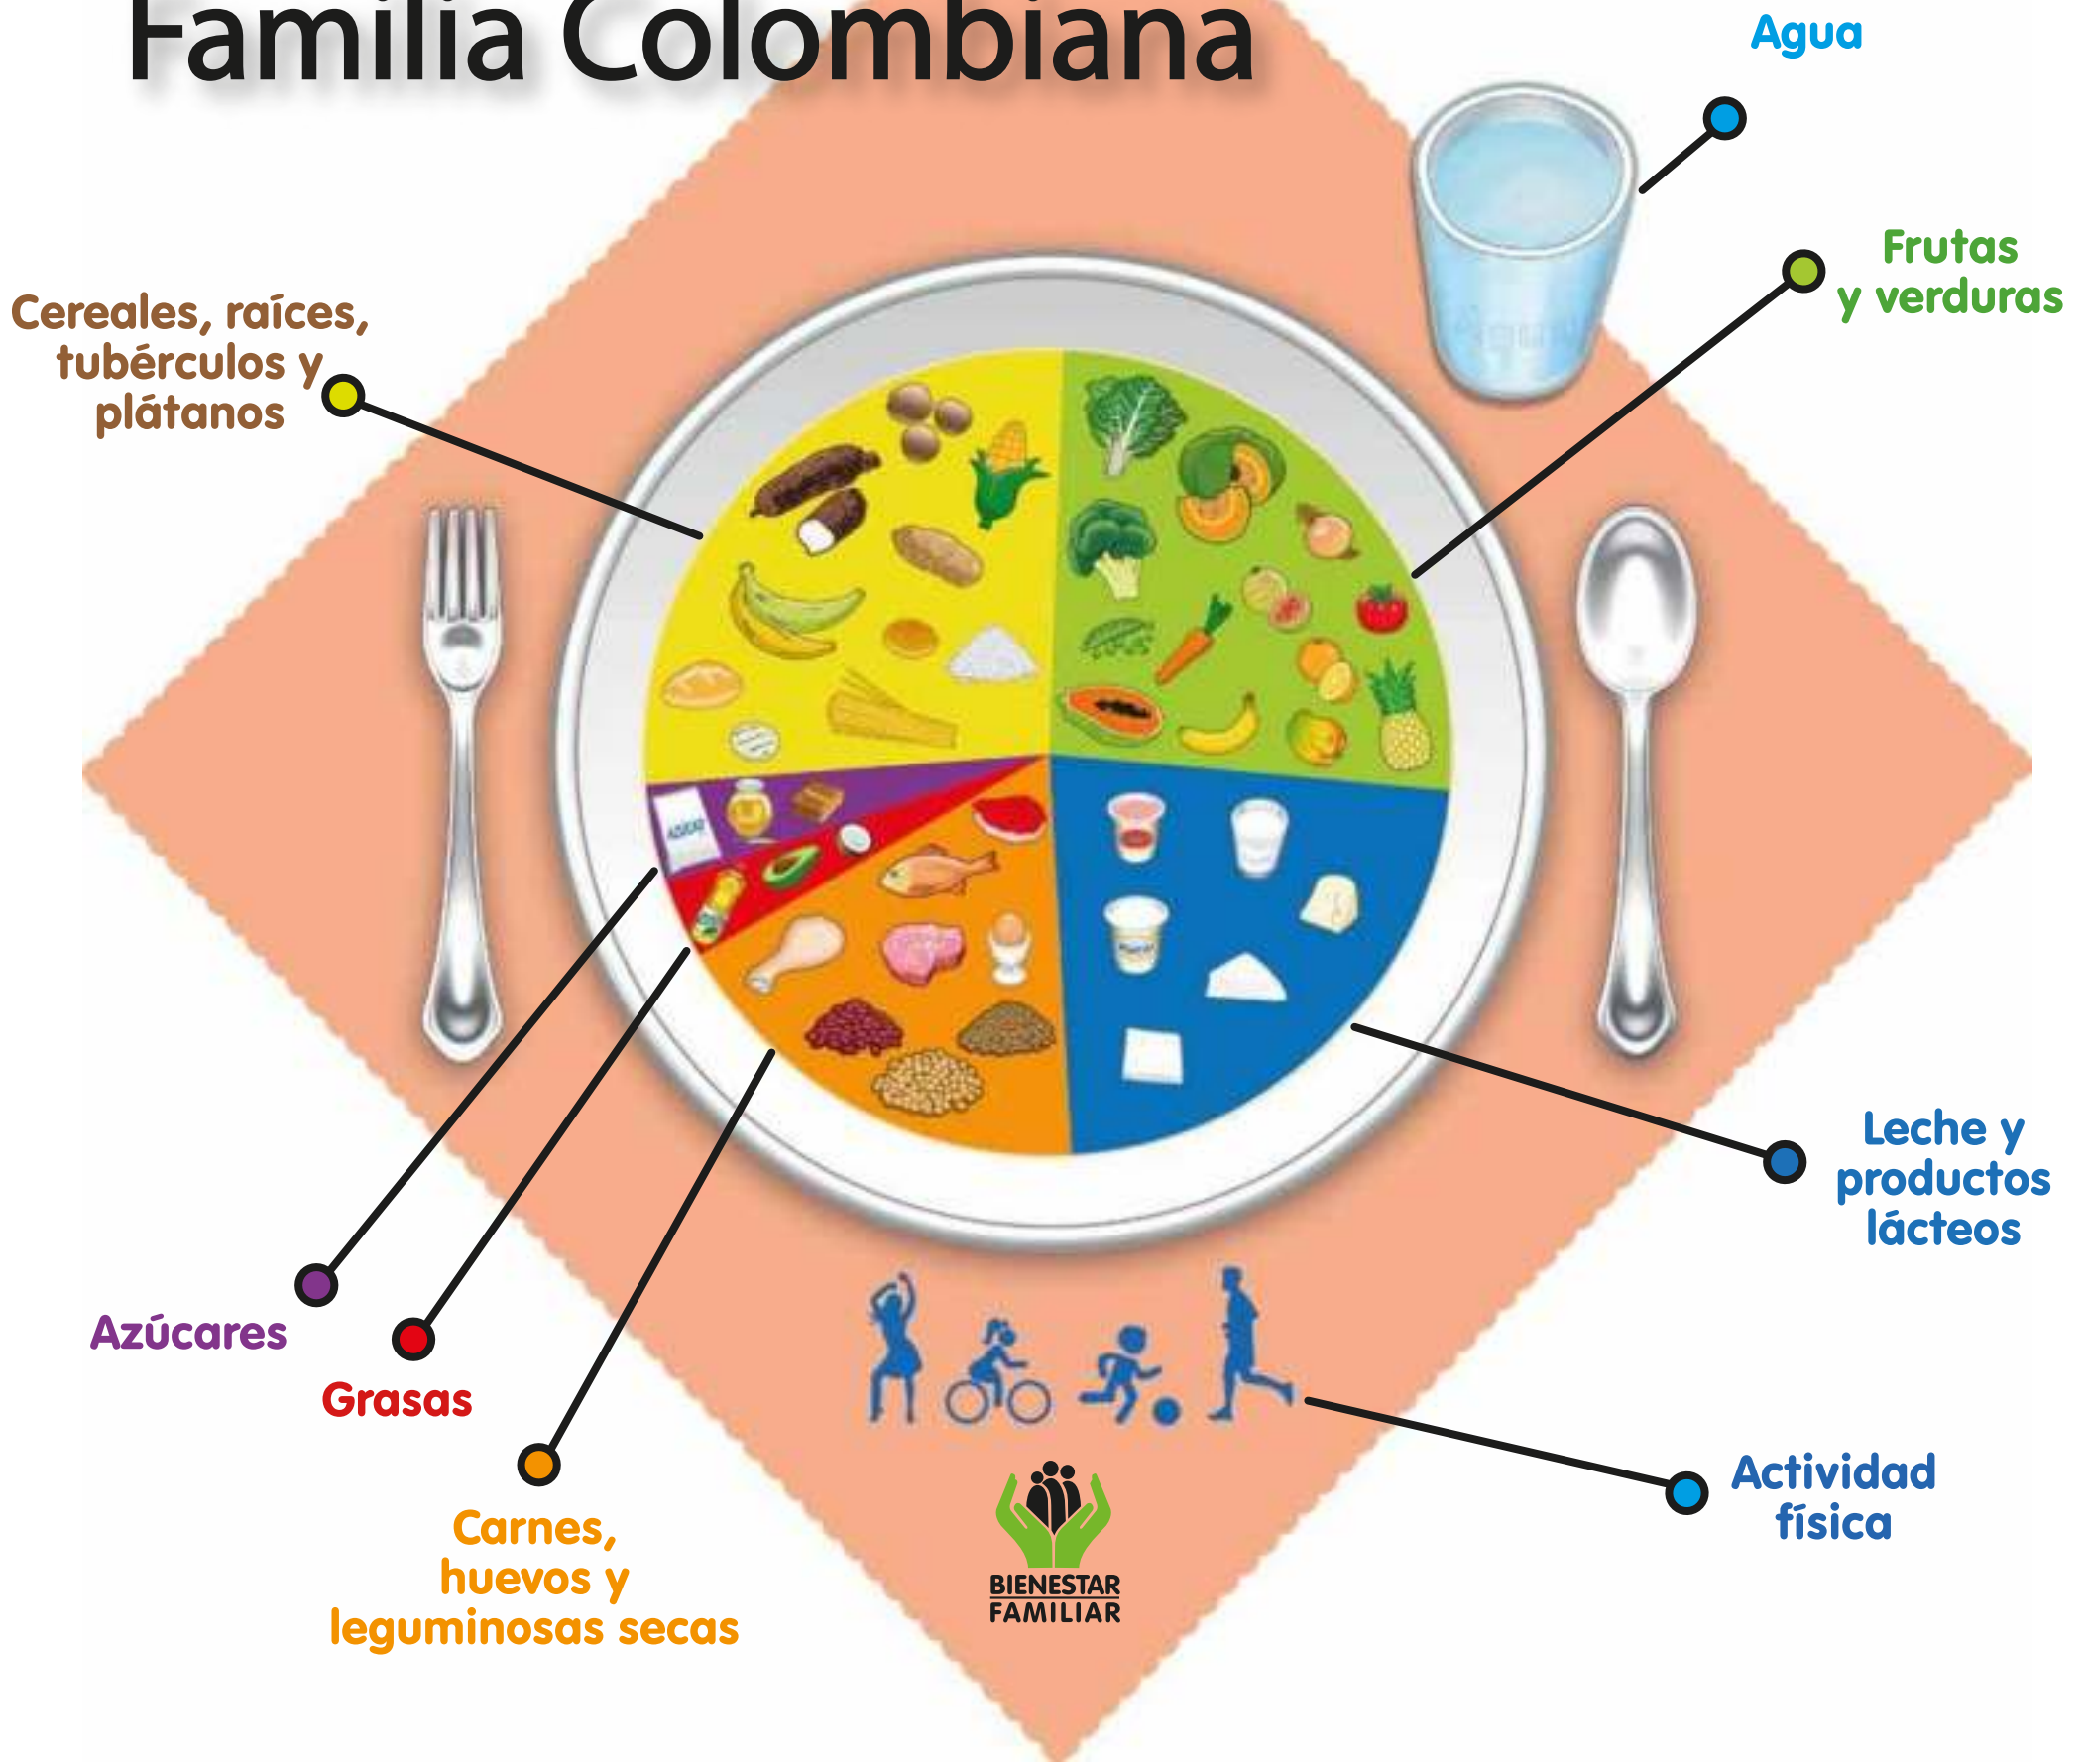 Familia Colombiana
Agua
Frutas
y verduras
Cereales, raíces,
tubérculos y
plátanos
Leche y
productos
lácteos
Azúcares
Grasas
Carnes,
huevos y
leguminosas secas
Actividad
física
BIENESTAR
FAMILIAR